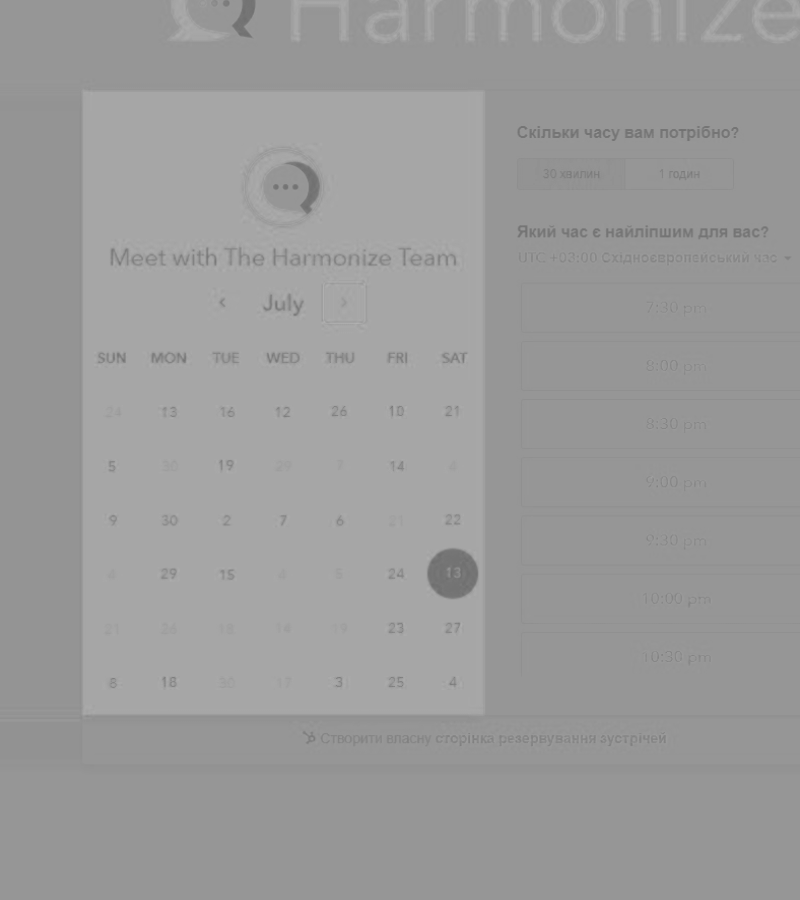 Harmonize
Meet with The Harmonize Team
July
SUN MON TUE WED THU FRI SAT
24 13 16 12 26 10 21
5 30 19 29 7 14
9 30 2 7 6 21 22
4 29 15 5 24 13
21 26 18 14 19 23 27
8 18 30 17 3 25 4
Скільки часу вам потрібно?
30 хвилин 1 годин
Який час є найліпшим для вас?
UTC +03:00 Східноєвропейський час
7:30 pm
8:00 pm
8:30 pm
9:00 pm
9:30 pm
10:00 pm
10:30 pm
Створити власну сторінка резервування зустрічей